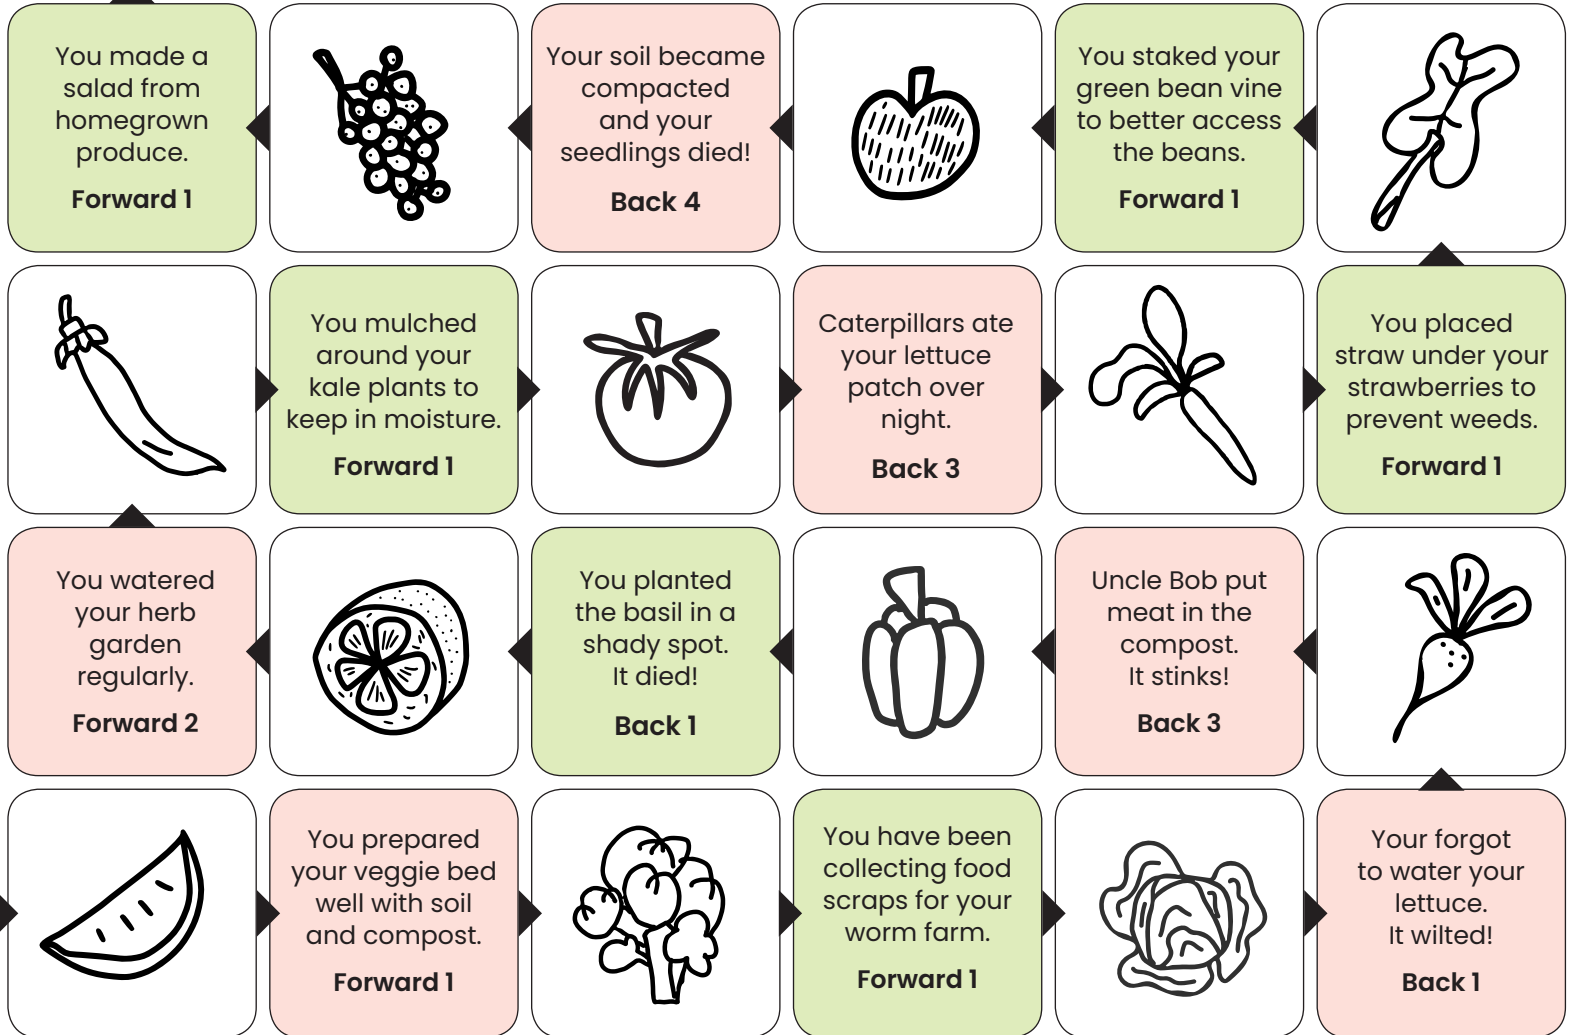 You made a
salad from
homegrown
produce.
Forward 1
Your soil became
compacted
and your
seedlings died!
Back 4
You staked your
green bean vine
to better access
the beans.
Forward 1
You mulched
around your
kale plants to
keep in moisture.
Forward 1
Caterpillars ate
your lettuce
patch over
night.
Back 3
You placed
straw under your
strawberries to
prevent weeds.
Forward 1
You watered
your herb
garden
regularly.
Forward 2
You planted
the basil in a
shady spot.
It died!
Back 1
Uncle Bob put
meat in the
compost.
It stinks!
Back 3
You prepared
your veggie bed
well with soil
and compost.
Forward 1
You have been
collecting food
scraps for your
worm farm.
Forward 1
Your forgot
to water your
lettuce.
It wilted!
Back 1